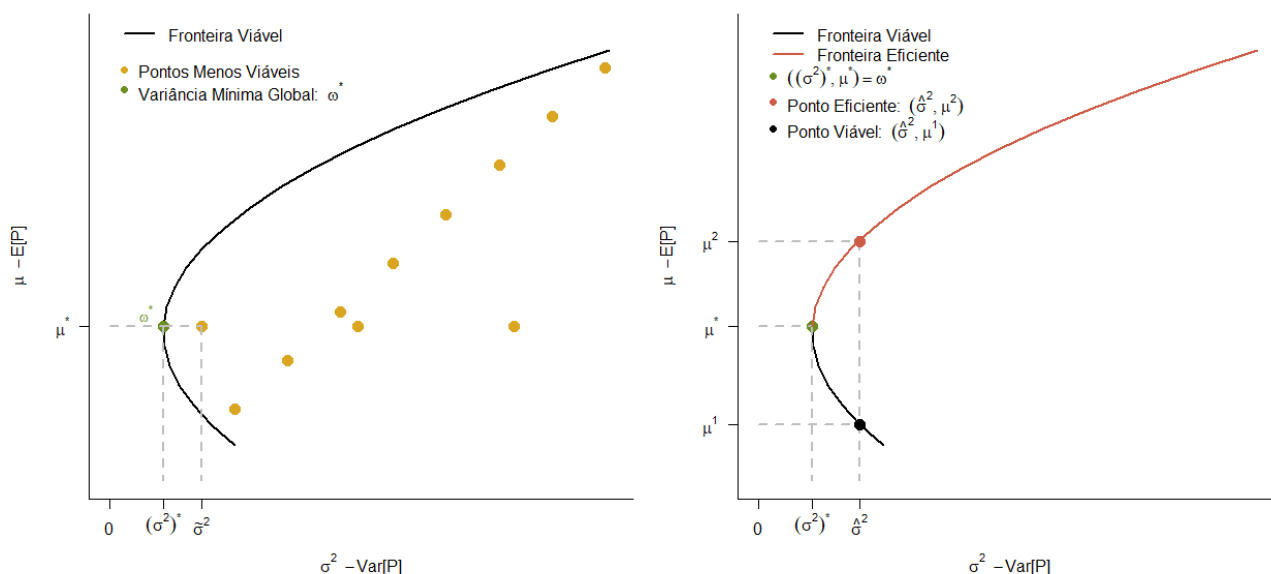 Fronteira Viável
Pontos Menos Viáveis
Variância Mínima Global: ω*
ω*
μ − E[P]
μ*
0
(σ²)*
σ̃²
σ² −Var[P]
Fronteira Viável
Fronteira Eficiente
((σ²)*, μ*) = ω*
Ponto Eficiente: (σ̂², μ²)
Ponto Viável: (σ̂², μ¹)
μ − E[P]
μ²
μ*
μ¹
0
(σ²)*
σ̂²
σ² −Var[P]